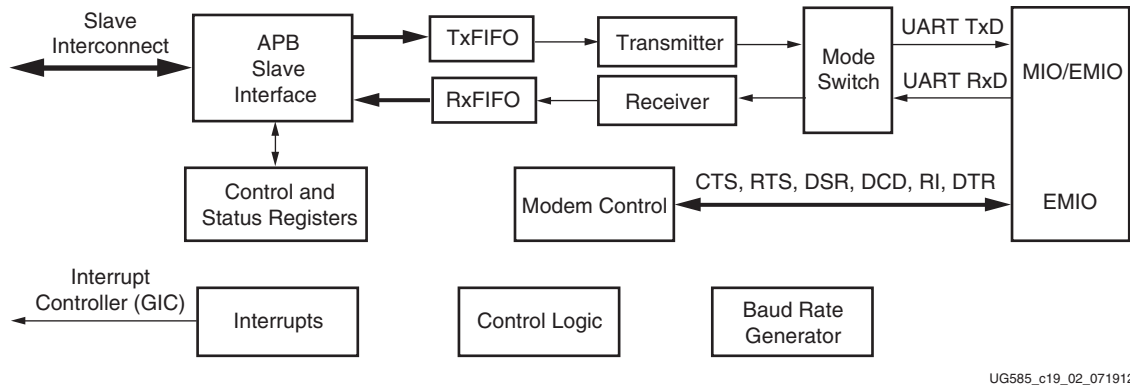 Slave
Interconnect
APB
Slave
Interface
TxFIFO
Transmitter
Mode
Switch
UART TxD
MIO/EMIO
RxFIFO
Receiver
UART RxD
Control and
Status Registers
Modem Control
CTS, RTS, DSR, DCD, RI, DTR
EMIO
Interrupt
Controller (GIC)
Interrupts
Control Logic
Baud Rate
Generator
UG585_c19_02_071912